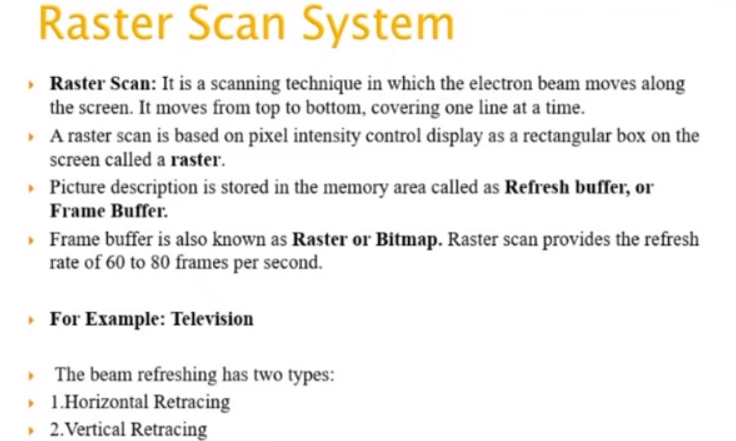 Raster Scan System
Raster Scan: It is a scanning technique in which the electron beam moves along
the screen. It moves from top to bottom, covering one line at a time.
A raster scan is based on pixel intensity control display as a rectangular box on the
screen called a raster.
Picture description is stored in the memory area called as Refresh buffer, or
Frame Buffer.
Frame buffer is also known as Raster or Bitmap. Raster scan provides the refresh
rate of 60 to 80 frames per second.
For Example: Television
The beam refreshing has two types:
1.Horizontal Retracing
2.Vertical Retracing